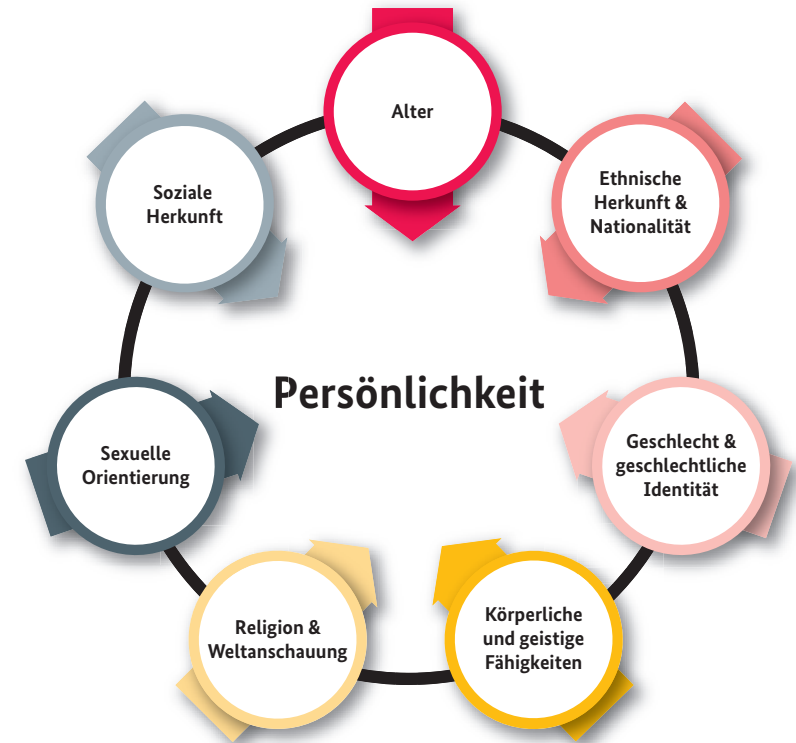 Alter
Ethnische
Herkunft &
Nationalität
Geschlecht &
geschlechtliche
Identität
Körperliche
und geistige
Fähigkeiten
Religion &
Weltanschauung
Sexuelle
Orientierung
Soziale
Herkunft
Persönlichkeit